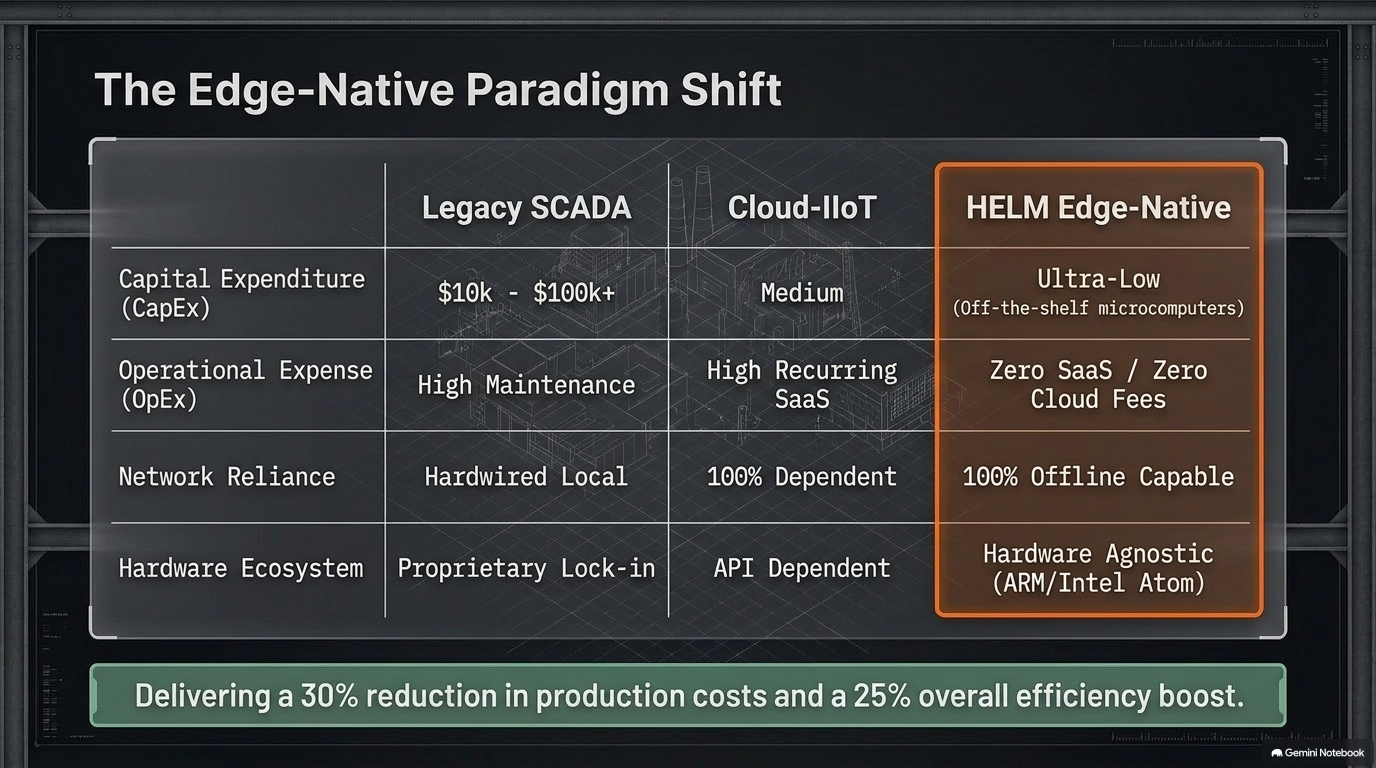 The Edge-Native Paradigm Shift
Legacy SCADA
Cloud-IIoT
HELM Edge-Native
Capital Expenditure
(CapEx)
$10k - $100k+
Medium
Ultra-Low
(Off-the-shelf microcomputers)
Operational Expense
(OpEx)
High Maintenance
High Recurring
SaaS
Zero SaaS / Zero
Cloud Fees
Network Reliance
Hardwired Local
100% Dependent
100% Offline Capable
Hardware Ecosystem
Proprietary Lock-in
API Dependent
Hardware Agnostic
(ARM/Intel Atom)
Delivering a 30% reduction in production costs and a 25% overall efficiency boost.
Gemini Notebook